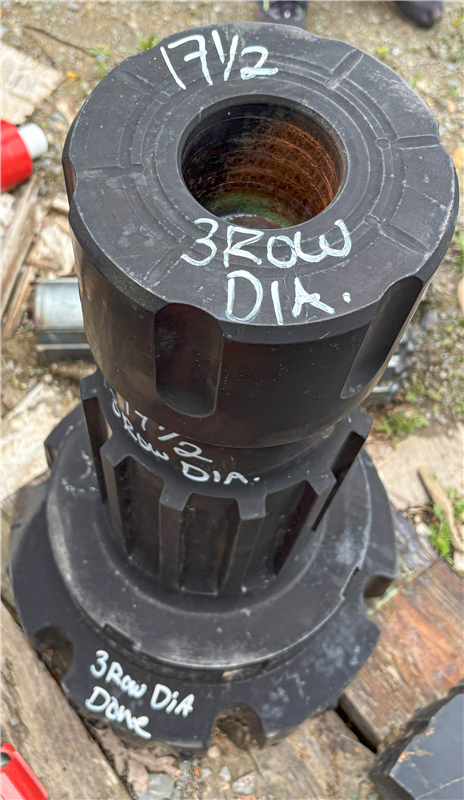 17 1/2
3 ROW
DIA.
17 1/2
3 ROW DIA.
3 ROW DIA
Done